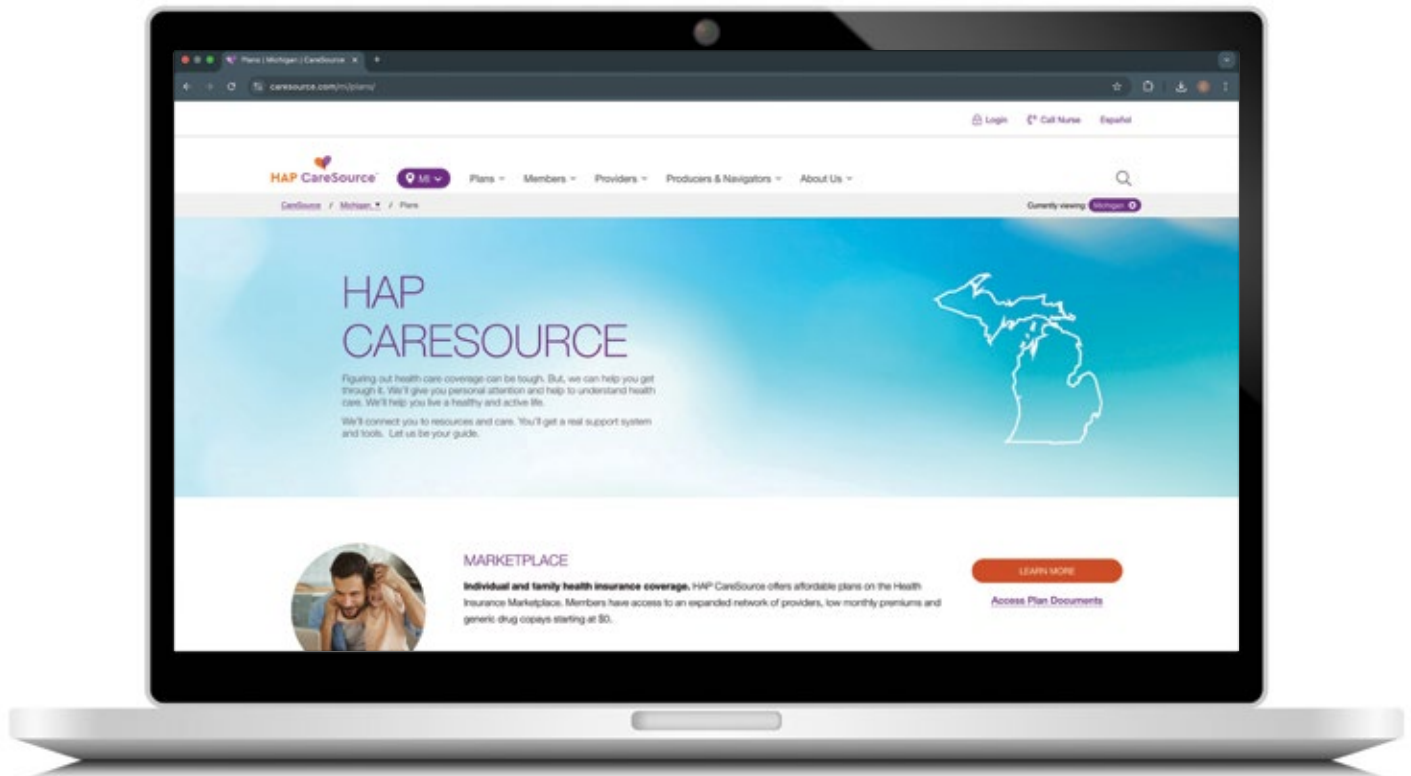 Plans | Michigan | CareSource
caresource.com/mi/plans/
Login Call Nurse Español
HAP CareSource MI Plans Members Providers Producers & Navigators About Us
CareSource / Michigan / Plans Currently viewing: Michigan
HAP
CARESOURCE
Figuring out health care coverage can be tough. But, we can help you get
through it. We'll give you personal attention and help to understand health
care. We'll help you live a healthy and active life.
We'll connect you to resources and care. You'll get a real support system
and tools. Let us be your guide.
MARKETPLACE
Individual and family health insurance coverage. HAP CareSource offers affordable plans on the Health
Insurance Marketplace. Members have access to an expanded network of providers, low monthly premiums and
generic drug copays starting at $0.
LEARN MORE
Access Plan Documents